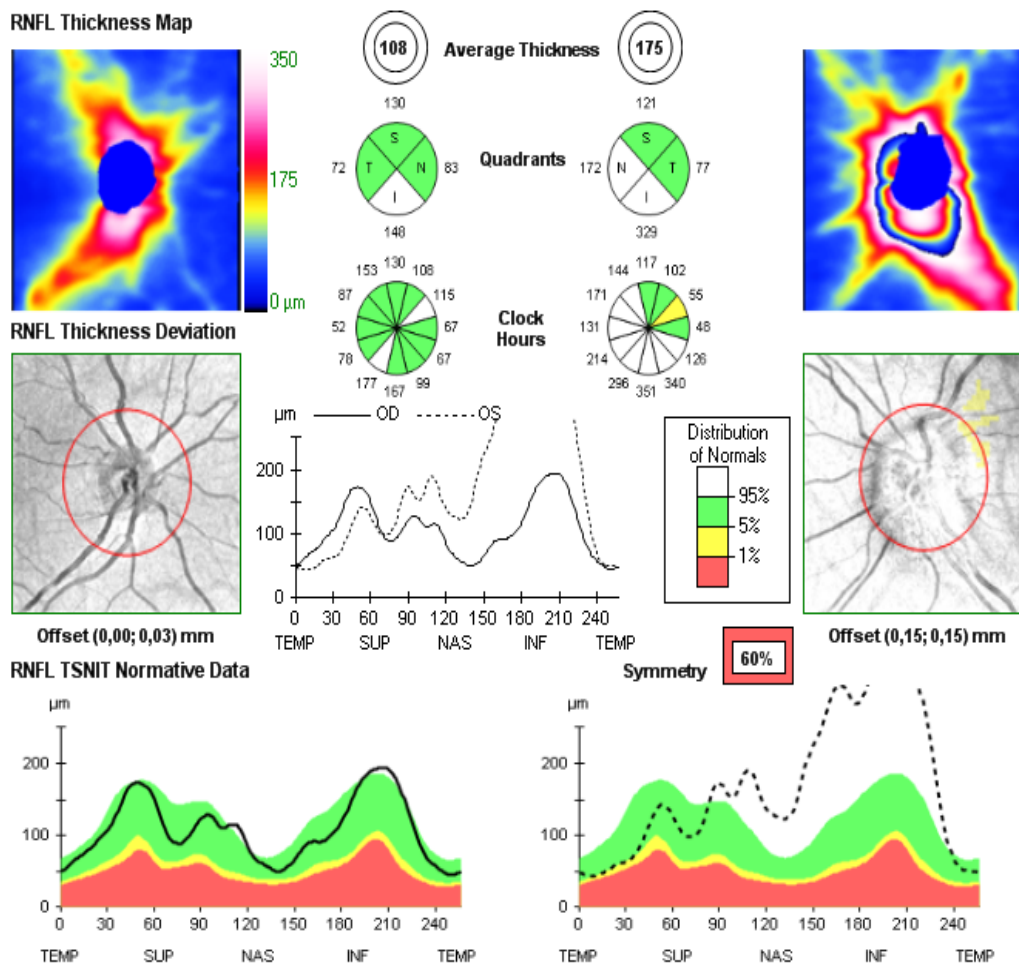 RNFL Thickness Map
108 Average Thickness 175
350
175
0 µm
130
S
T N
I
72 83
148
Quadrants
121
S
N T
I
172 77
329
130
153 108
87 115
52 67
78 67
177 99
167
Clock
Hours
117
144 102
171 55
131 48
214 126
296 340
351
RNFL Thickness Deviation
µm OD OS
200
100
0
0 30 60 90 120 150 180 210 240
TEMP SUP NAS INF TEMP
Distribution
of Normals
95%
5%
1%
Offset (0,00; 0,03) mm
Offset (0,15; 0,15) mm
RNFL TSNIT Normative Data
Symmetry 60%
µm
200
100
0
0 30 60 90 120 150 180 210 240
TEMP SUP NAS INF TEMP
µm
200
100
0
0 30 60 90 120 150 180 210 240
TEMP SUP NAS INF TEMP